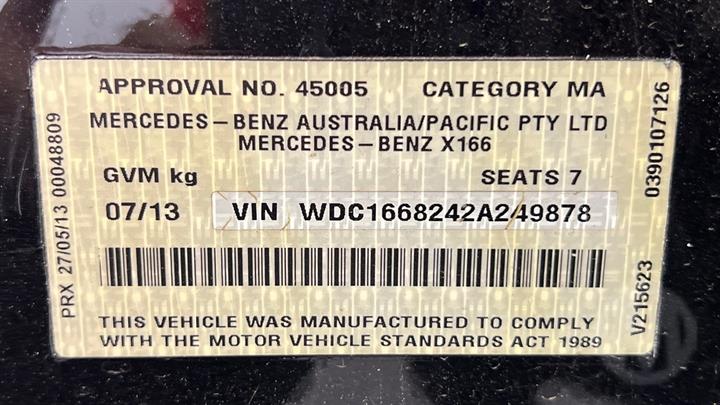 APPROVAL NO. 45005 CATEGORY MA
MERCEDES-BENZ AUSTRALIA/PACIFIC PTY LTD
MERCEDES-BENZ X166
GVM kg SEATS 7
07/13 VIN WDC1668242A249878
THIS VEHICLE WAS MANUFACTURED TO COMPLY
WITH THE MOTOR VEHICLE STANDARDS ACT 1989
PRX 27/05/13 00048809
0390107126
V215623